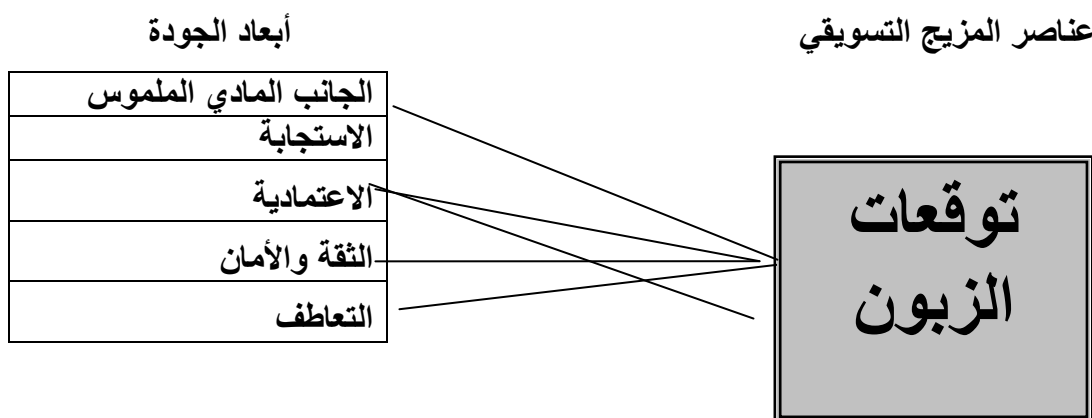 عناصر المزيج التسويقي
أبعاد الجودة
توقعات
الزبون
الجانب المادي الملموس
الاستجابة
الاعتمادية
الثقة والأمان
التعاطف